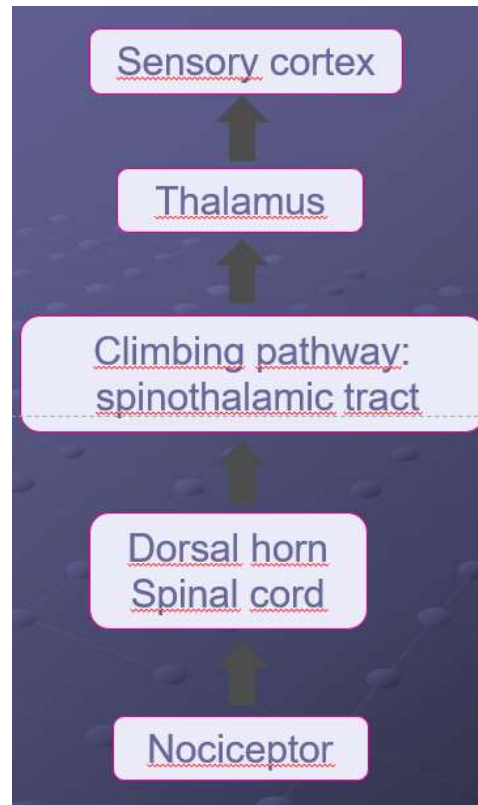 Sensory cortex
Thalamus
Climbing pathway:
spinothalamic tract
Dorsal horn
Spinal cord
Nociceptor